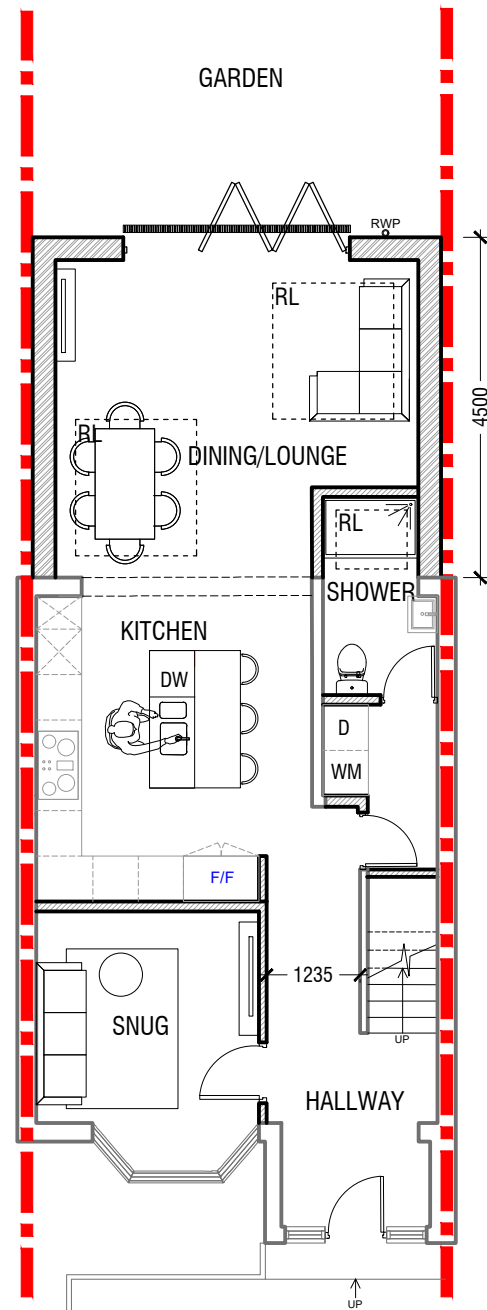 GARDEN
RWP
RL
4500
RL
DINING/LOUNGE
RL
SHOWER
KITCHEN
DW
D
WM
F/F
1235
SNUG
UP
HALLWAY
UP